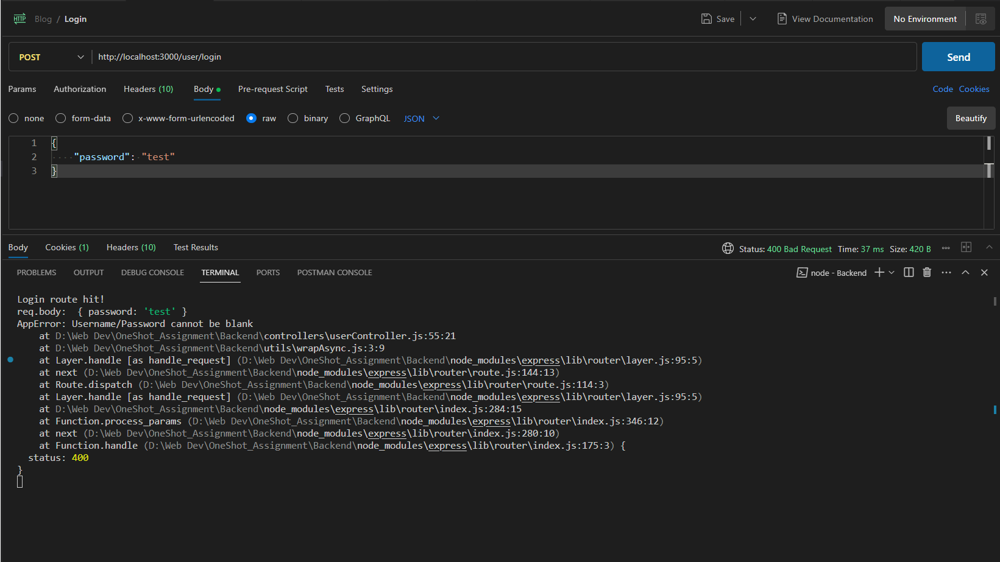 HTTP Blog / Login Save View Documentation No Environment
POST http://localhost:3000/user/login Send
Params Authorization Headers (10) Body Pre-request Script Tests Settings Code Cookies
none form-data x-www-form-urlencoded raw binary GraphQL JSON Beautify
1 {
2 ····"password":·"test"
3 }
Body Cookies (1) Headers (10) Test Results Status: 400 Bad Request Time: 37 ms Size: 420 B
PROBLEMS OUTPUT DEBUG CONSOLE TERMINAL PORTS POSTMAN CONSOLE node - Backend
Login route hit!
req.body:  { password: 'test' }
AppError: Username/Password cannot be blank
    at D:\Web Dev\OneShot_Assignment\Backend\controllers\userController.js:55:21
    at D:\Web Dev\OneShot_Assignment\Backend\utils\wrapAsync.js:3:9
    at Layer.handle [as handle_request] (D:\Web Dev\OneShot_Assignment\Backend\node_modules\express\lib\router\layer.js:95:5)
    at next (D:\Web Dev\OneShot_Assignment\Backend\node_modules\express\lib\router\route.js:144:13)
    at Route.dispatch (D:\Web Dev\OneShot_Assignment\Backend\node_modules\express\lib\router\route.js:114:3)
    at Layer.handle [as handle_request] (D:\Web Dev\OneShot_Assignment\Backend\node_modules\express\lib\router\layer.js:95:5)
    at D:\Web Dev\OneShot_Assignment\Backend\node_modules\express\lib\router\index.js:284:15
    at Function.process_params (D:\Web Dev\OneShot_Assignment\Backend\node_modules\express\lib\router\index.js:346:12)
    at next (D:\Web Dev\OneShot_Assignment\Backend\node_modules\express\lib\router\index.js:280:10)
    at Function.handle (D:\Web Dev\OneShot_Assignment\Backend\node_modules\express\lib\router\index.js:175:3) {
  status: 400
}